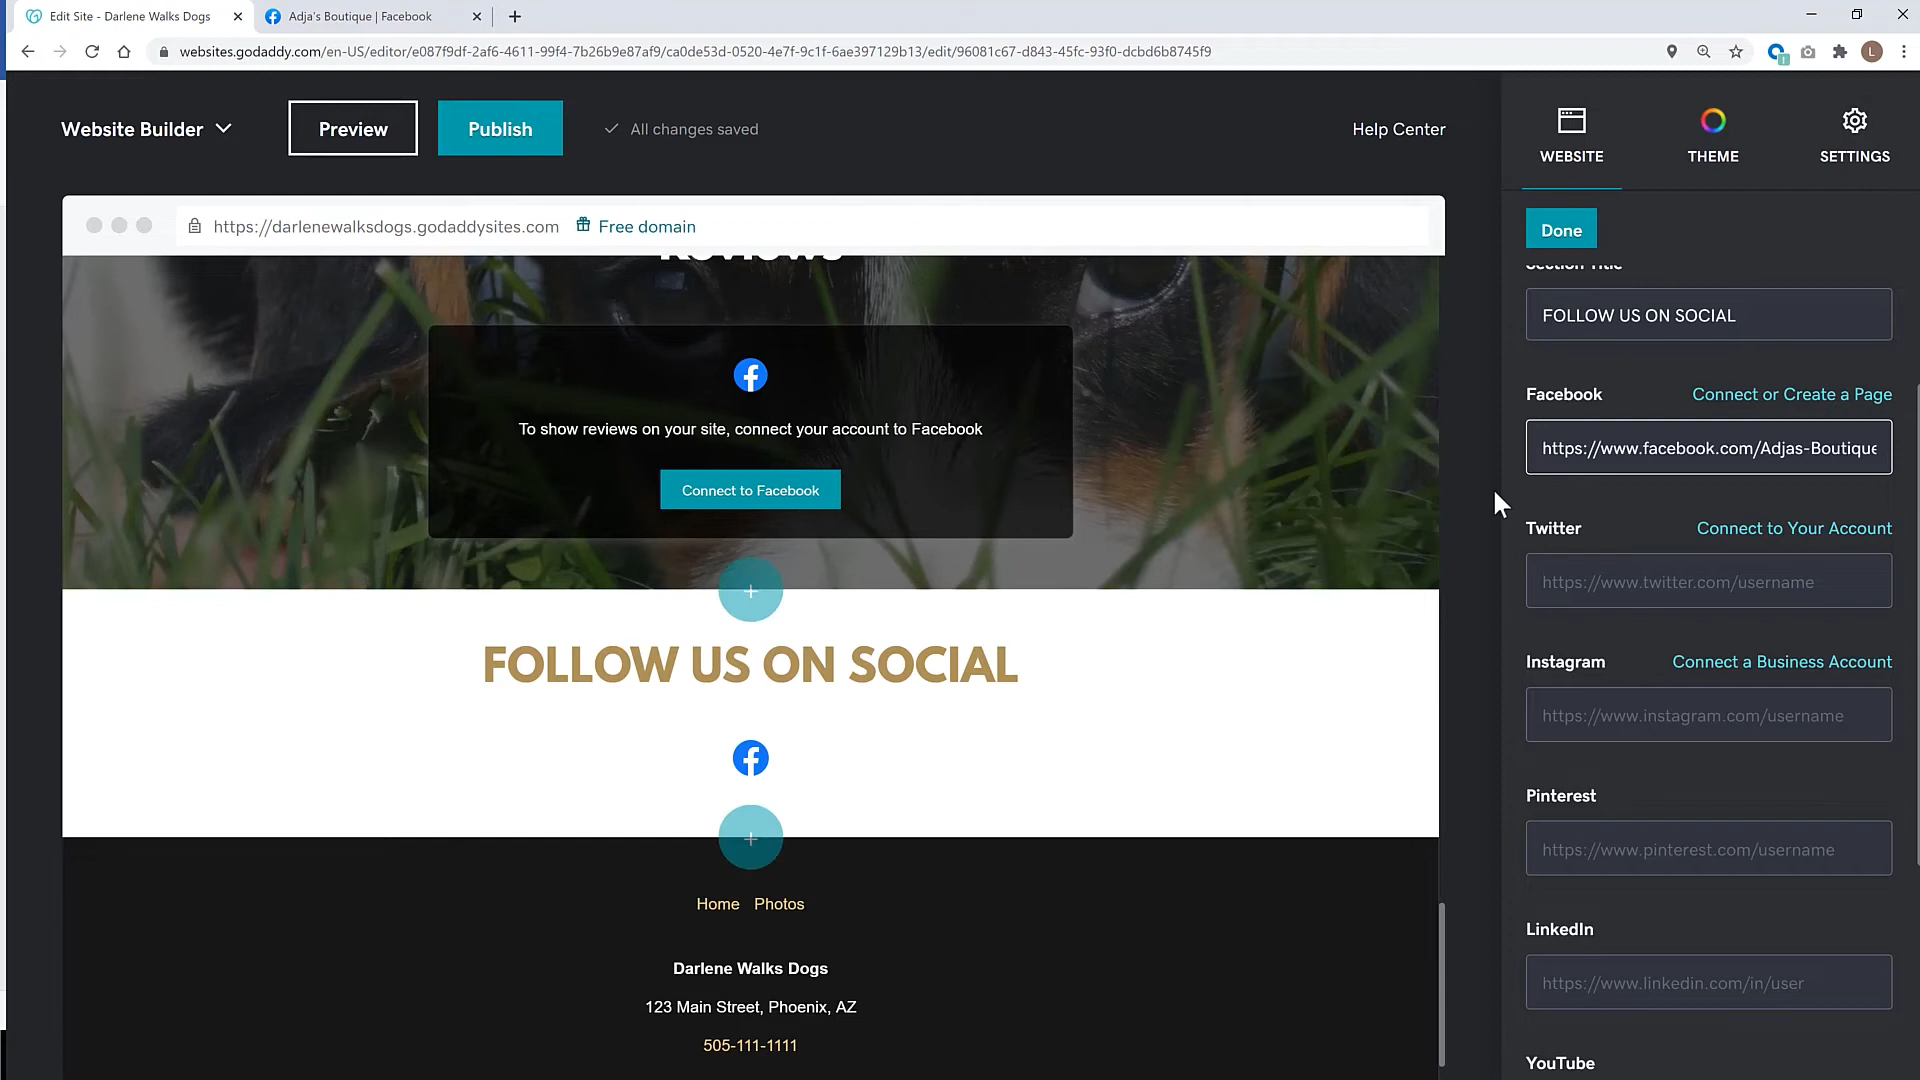 Edit Site - Darlene Walks Dogs
Adja's Boutique | Facebook
websites.godaddy.com/en-US/editor/e087f9df-2af6-4611-99f4-7b26b9e87af9/ca0de53d-0520-4e7f-9c1f-6ae397129b13/edit/96081c67-d843-45fc-93f0-dcbd6b8745f9
L
Website Builder
Preview
Publish
All changes saved
Help Center
WEBSITE
THEME
SETTINGS
https://darlenewalksdogs.godaddysites.com
Free domain
Reviews
To show reviews on your site, connect your account to Facebook
Connect to Facebook
FOLLOW US ON SOCIAL
Home Photos
Darlene Walks Dogs
123 Main Street, Phoenix, AZ
505-111-1111
Done
Section Title
FOLLOW US ON SOCIAL
Facebook
Connect or Create a Page
https://www.facebook.com/Adjas-Boutique
Twitter
Connect to Your Account
https://www.twitter.com/username
Instagram
Connect a Business Account
https://www.instagram.com/username
Pinterest
https://www.pinterest.com/username
LinkedIn
https://www.linkedin.com/in/user
YouTube